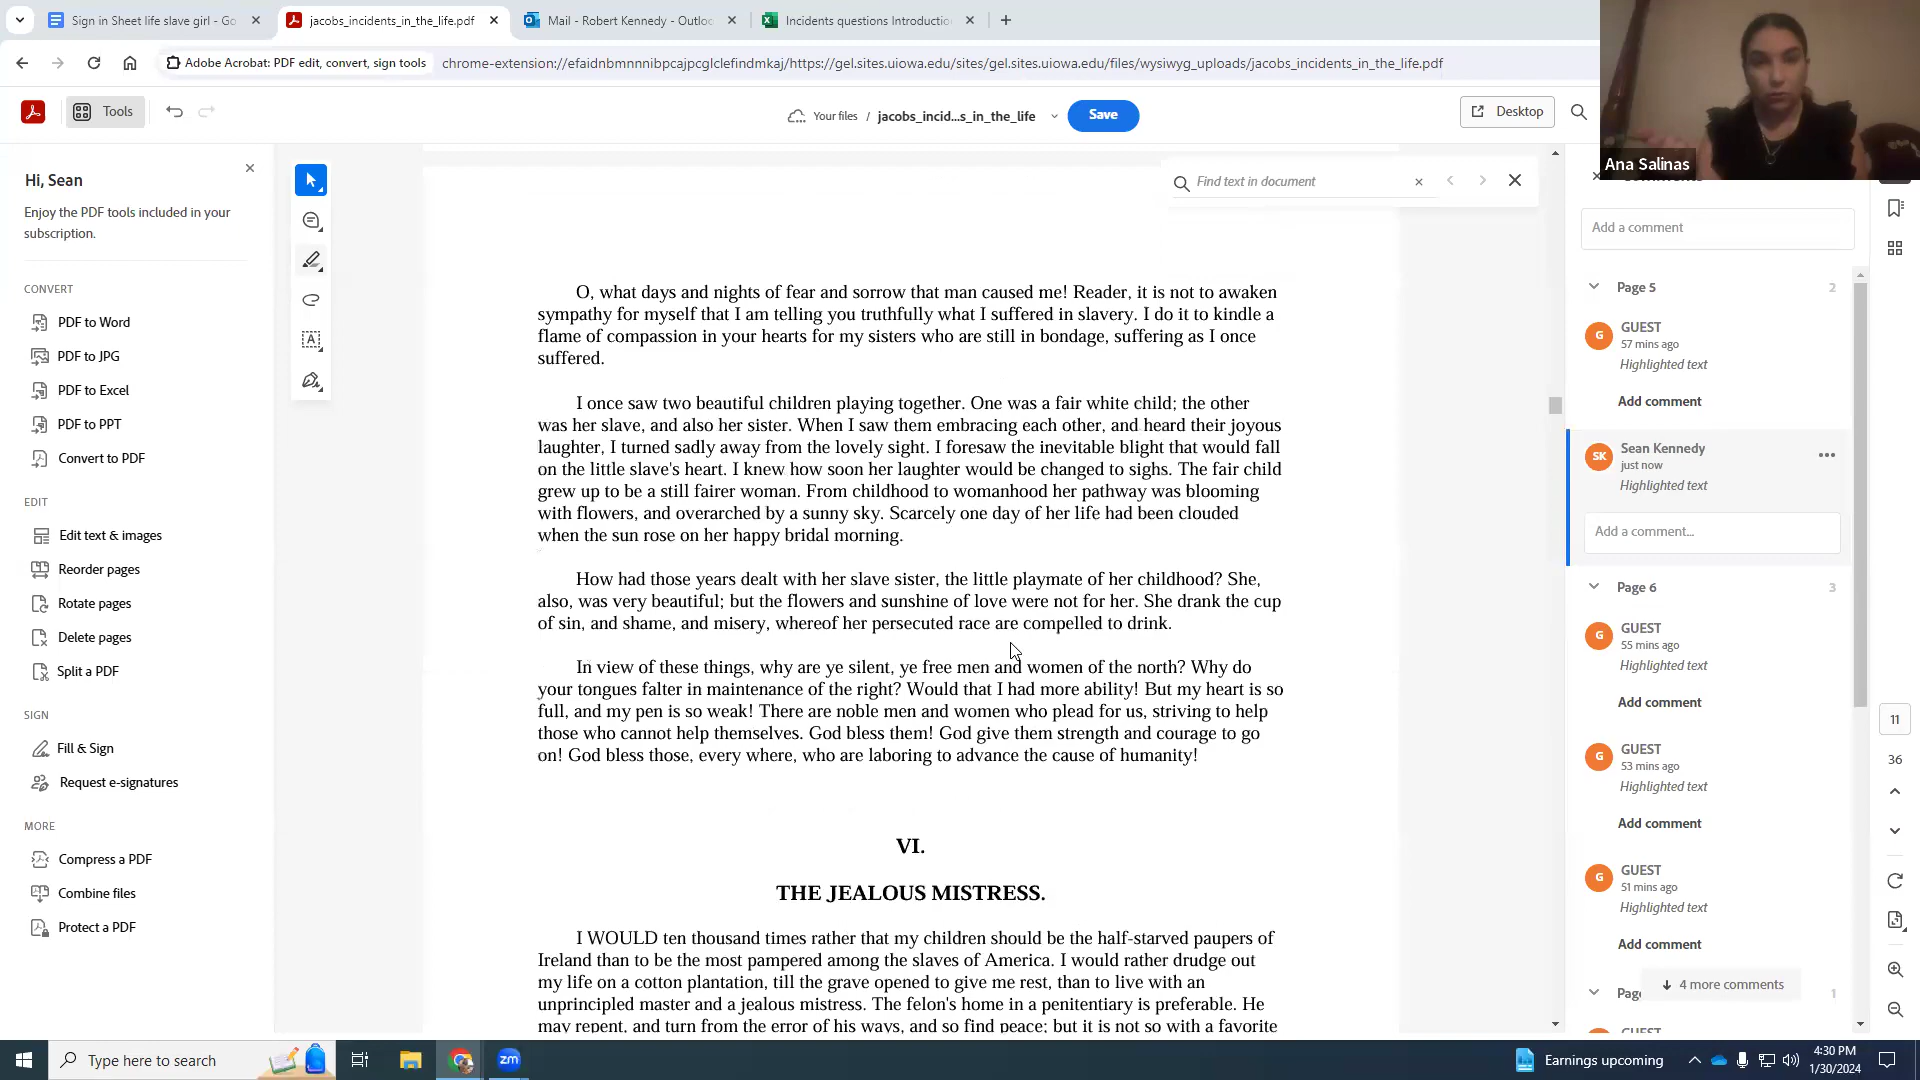 Sign in Sheet life slave girl - Go
jacobs_incidents_in_the_life.pdf
Mail - Robert Kennedy - Outlo
Incidents questions Introductio
Adobe Acrobat: PDF edit, convert, sign tools
chrome-extension://efaidnbmnnnibpcajpcglclefindmkaj/https://gel.sites.uiowa.edu/sites/gel.sites.uiowa.edu/files/wysiwyg_uploads/jacobs_incidents_in_the_life.pdf
Tools
Your files / jacobs_incid...s_in_the_life
Save
Desktop
Ana Salinas
Hi, Sean
Enjoy the PDF tools included in your
subscription.
CONVERT
PDF to Word
PDF to JPG
PDF to Excel
PDF to PPT
Convert to PDF
EDIT
Edit text & images
Reorder pages
Rotate pages
Delete pages
Split a PDF
SIGN
Fill & Sign
Request e-signatures
MORE
Compress a PDF
Combine files
Protect a PDF
Find text in document
O, what days and nights of fear and sorrow that man caused me! Reader, it is not to awaken
sympathy for myself that I am telling you truthfully what I suffered in slavery. I do it to kindle a
flame of compassion in your hearts for my sisters who are still in bondage, suffering as I once
suffered.
I once saw two beautiful children playing together. One was a fair white child; the other
was her slave, and also her sister. When I saw them embracing each other, and heard their joyous
laughter, I turned sadly away from the lovely sight. I foresaw the inevitable blight that would fall
on the little slave's heart. I knew how soon her laughter would be changed to sighs. The fair child
grew up to be a still fairer woman. From childhood to womanhood her pathway was blooming
with flowers, and overarched by a sunny sky. Scarcely one day of her life had been clouded
when the sun rose on her happy bridal morning.
How had those years dealt with her slave sister, the little playmate of her childhood? She,
also, was very beautiful; but the flowers and sunshine of love were not for her. She drank the cup
of sin, and shame, and misery, whereof her persecuted race are compelled to drink.
In view of these things, why are ye silent, ye free men and women of the north? Why do
your tongues falter in maintenance of the right? Would that I had more ability! But my heart is so
full, and my pen is so weak! There are noble men and women who plead for us, striving to help
those who cannot help themselves. God bless them! God give them strength and courage to go
on! God bless those, every where, who are laboring to advance the cause of humanity!
VI.
THE JEALOUS MISTRESS.
I WOULD ten thousand times rather that my children should be the half-starved paupers of
Ireland than to be the most pampered among the slaves of America. I would rather drudge out
my life on a cotton plantation, till the grave opened to give me rest, than to live with an
unprincipled master and a jealous mistress. The felon's home in a penitentiary is preferable. He
may repent, and turn from the error of his ways, and so find peace; but it is not so with a favorite
Add a comment
Page 5 2
G GUEST
57 mins ago
Highlighted text
Add comment
SK Sean Kennedy
just now
Highlighted text
Add a comment...
Page 6 3
G GUEST
55 mins ago
Highlighted text
Add comment
G GUEST
53 mins ago
Highlighted text
Add comment
G GUEST
51 mins ago
Highlighted text
Add comment
4 more comments
1
11
36
Type here to search
zm
Earnings upcoming
4:30 PM
1/30/2024